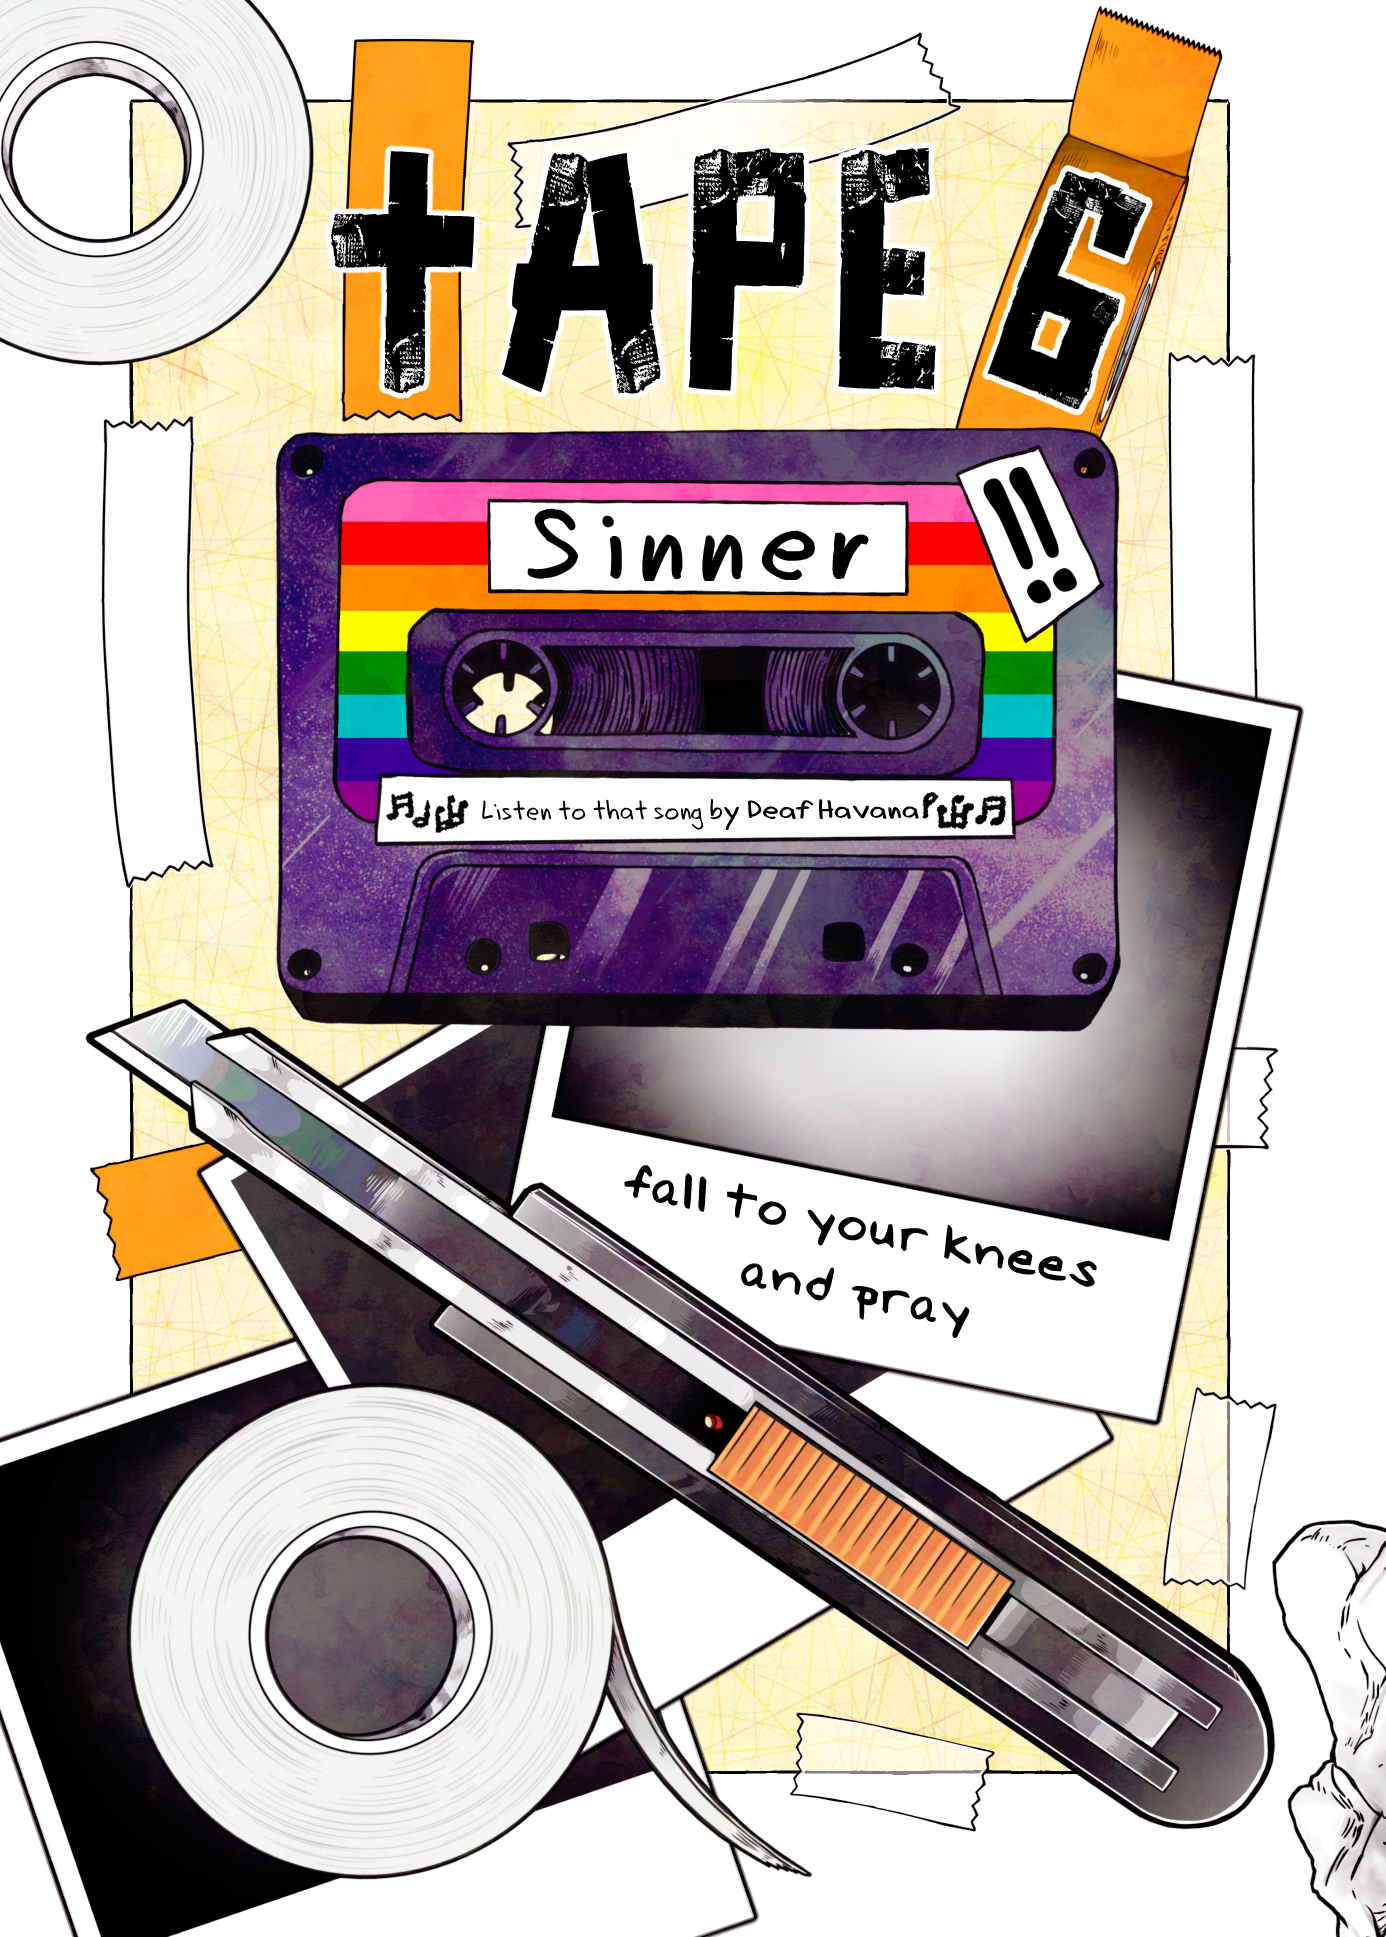 tAPE 6
Sinner
!!
Listen to that song by Deaf Havana
fall to your knees
and pray